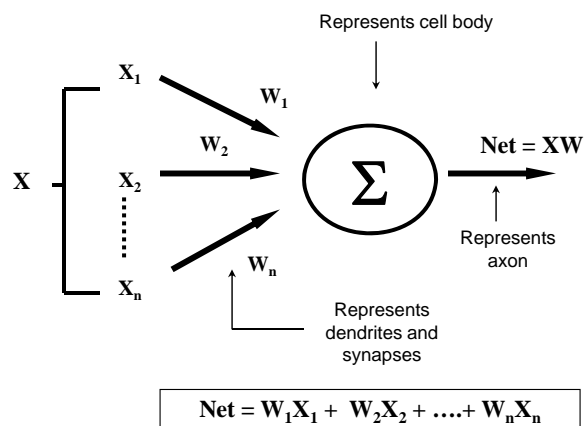 Represents cell body
X₁
W₁
W₂
Net = XW
X
X₂
Σ
Represents
axon
Wₙ
Xₙ
Represents
dendrites and
synapses
Net = W₁X₁ + W₂X₂ + ….+ WₙXₙ